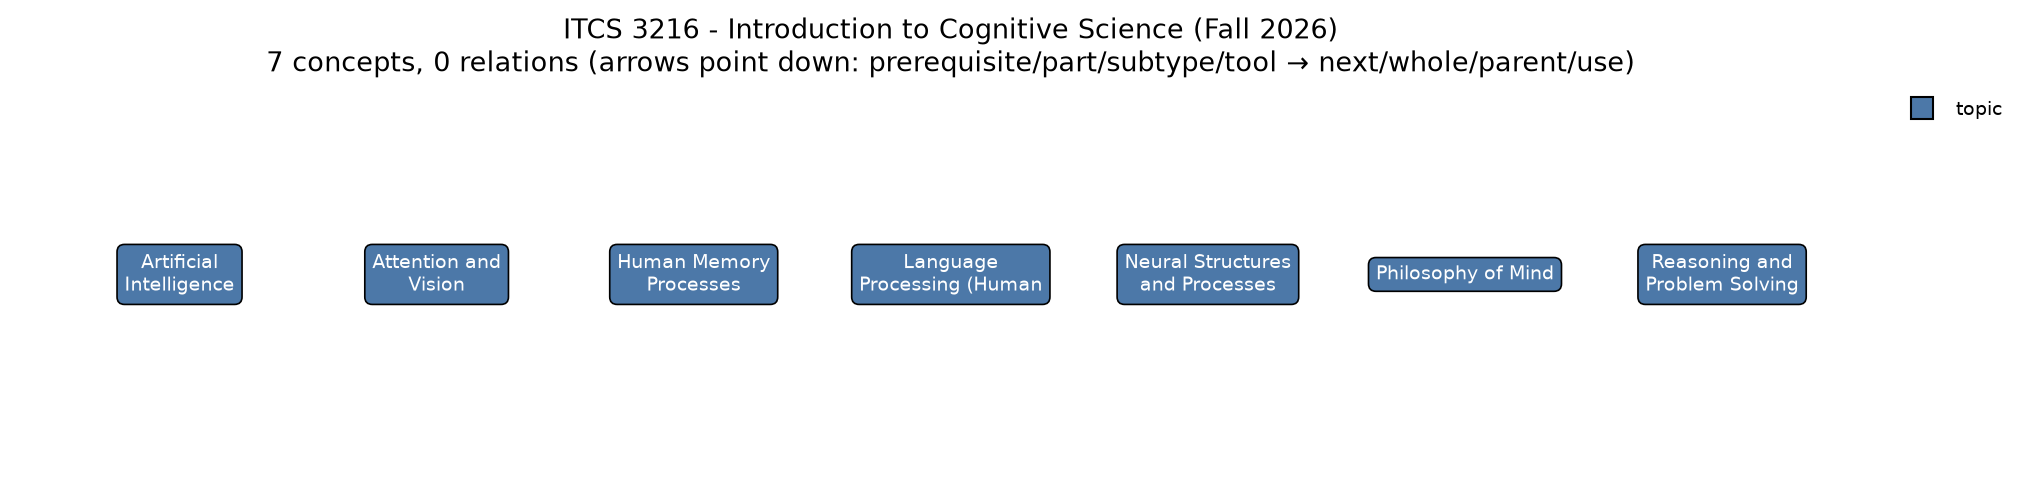 ITCS 3216 - Introduction to Cognitive Science (Fall 2026)
7 concepts, 0 relations (arrows point down: prerequisite/part/subtype/tool → next/whole/parent/use)
topic
Artificial
Intelligence
Attention and
Vision
Human Memory
Processes
Language
Processing (Human
Neural Structures
and Processes
Philosophy of Mind
Reasoning and
Problem Solving